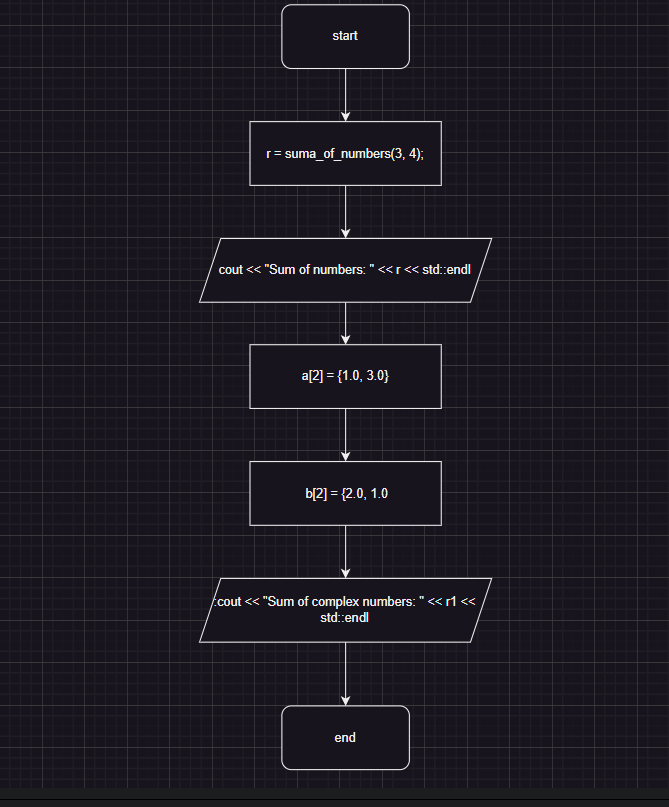 start
r = suma_of_numbers(3, 4);
cout << "Sum of numbers: " << r << std::endl
a[2] = {1.0, 3.0}
b[2] = {2.0, 1.0
:cout << "Sum of complex numbers: " << r1 <<
std::endl
end